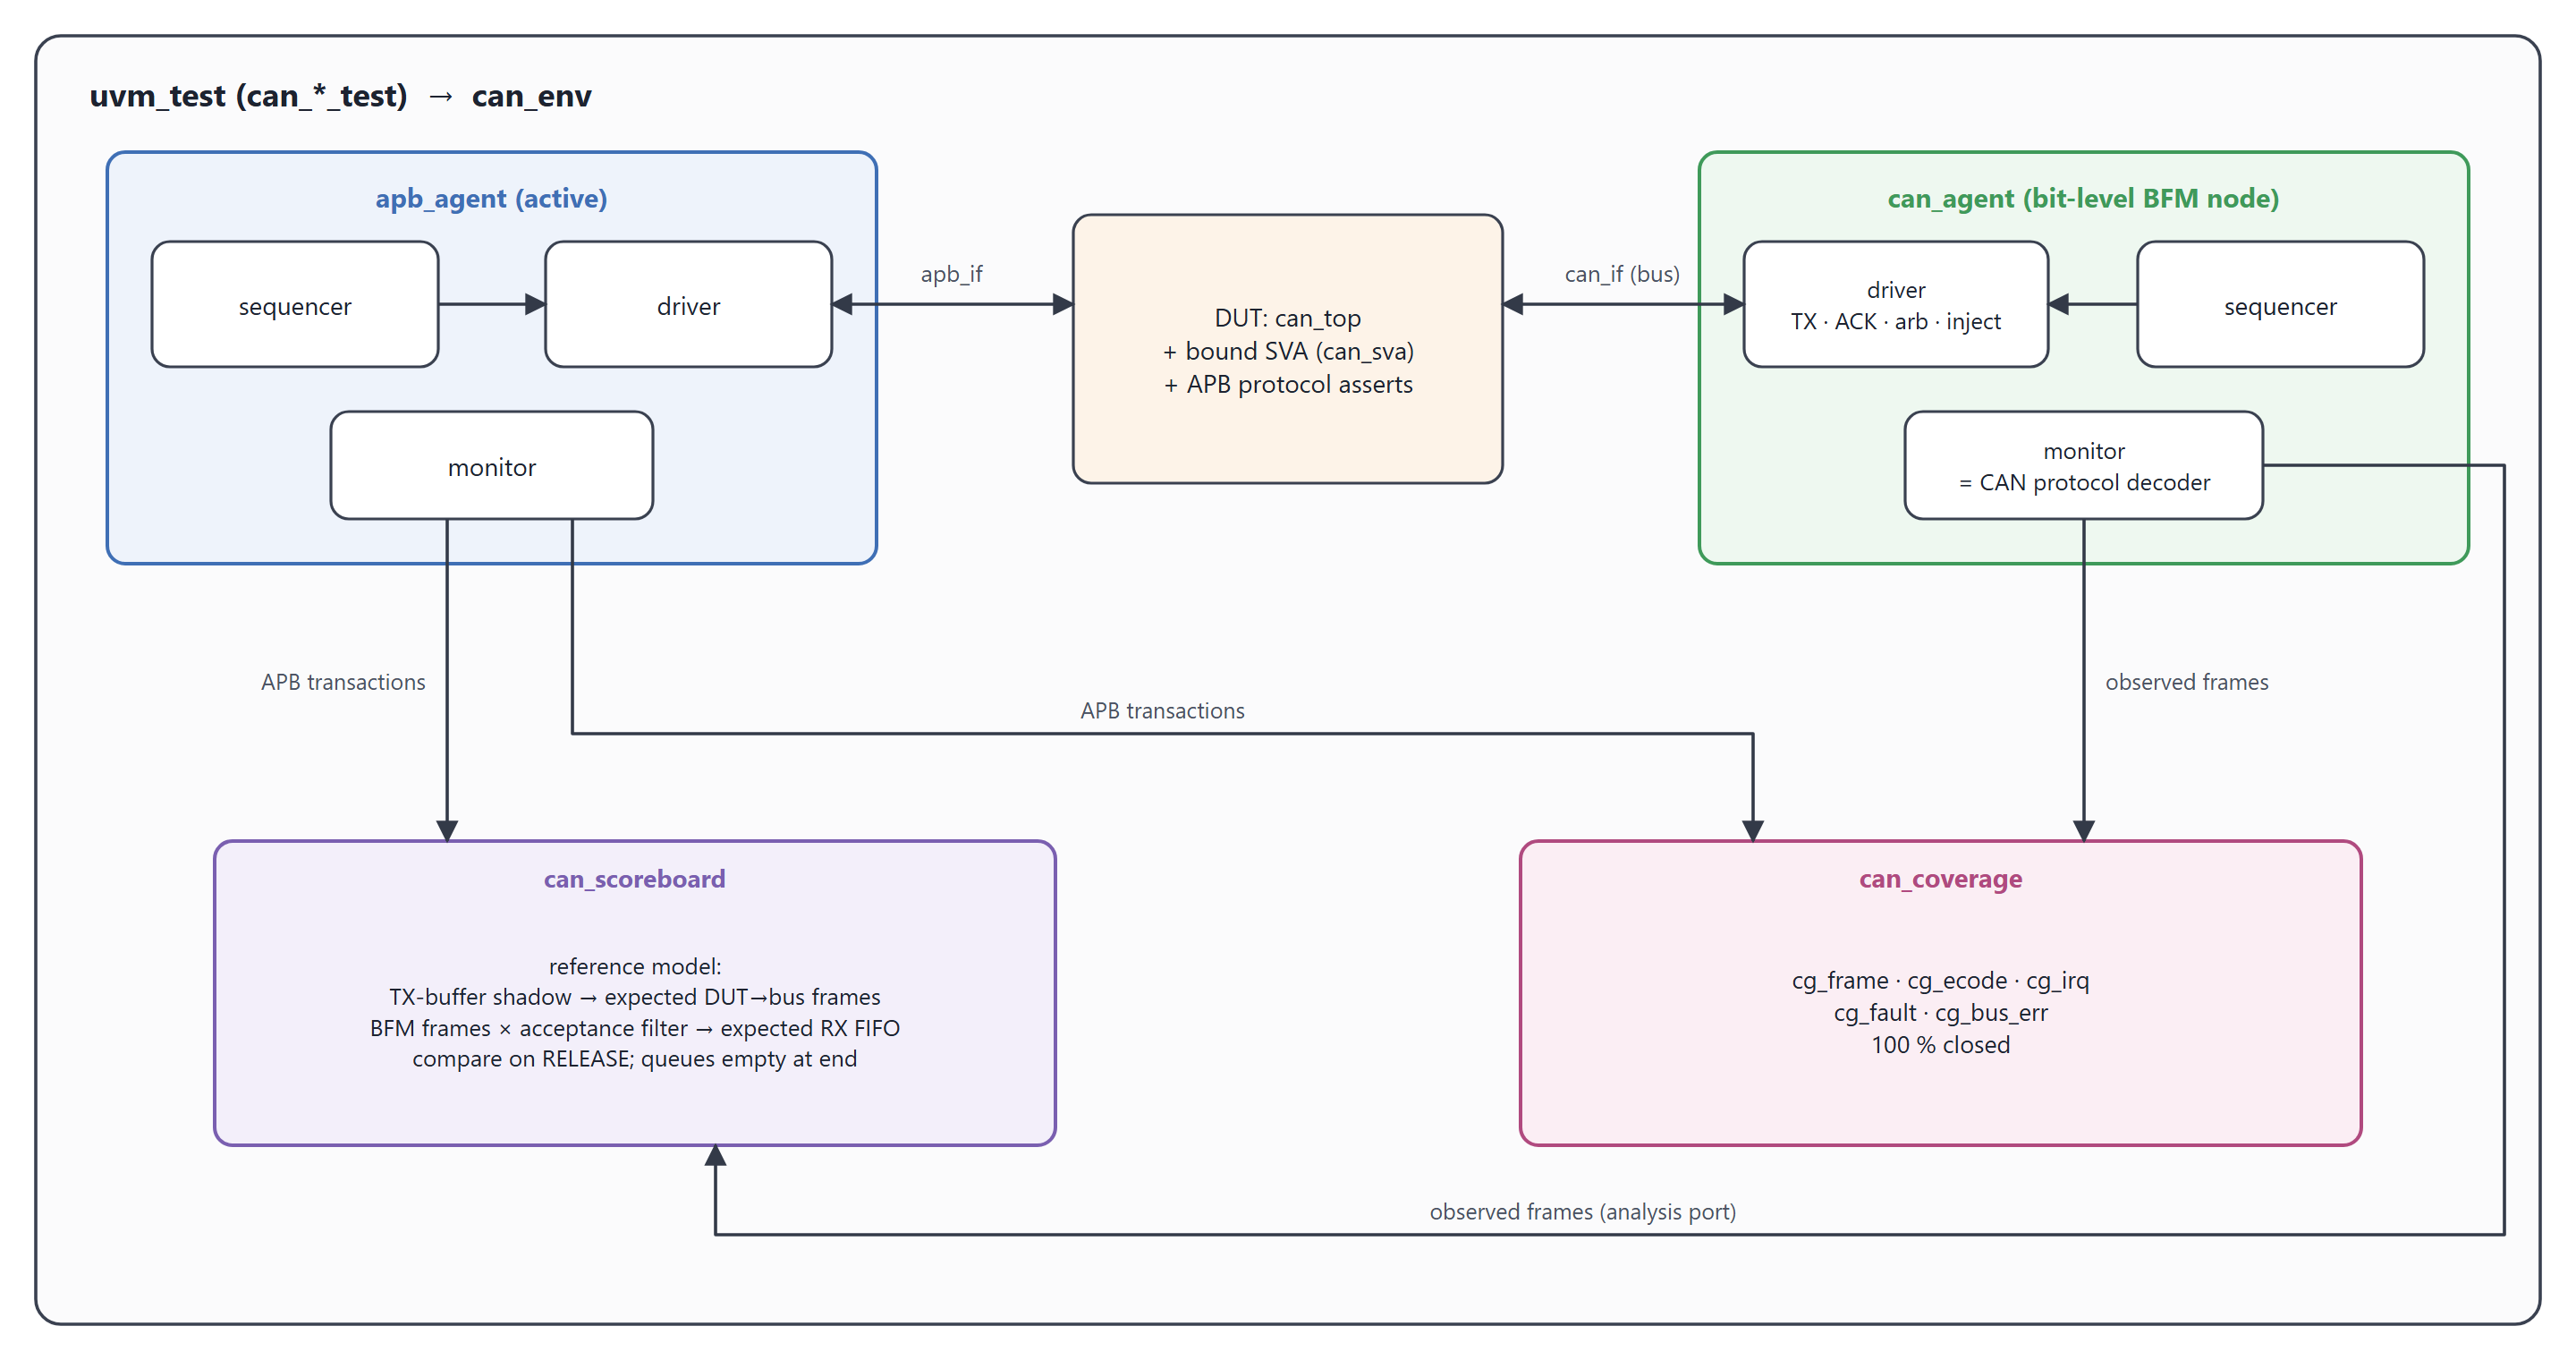 uvm_test (can_*_test) → can_env
apb_agent (active)
sequencer
driver
monitor
apb_if
DUT: can_top
+ bound SVA (can_sva)
+ APB protocol asserts
can_if (bus)
can_agent (bit-level BFM node)
driver
TX · ACK · arb · inject
sequencer
monitor
= CAN protocol decoder
APB transactions
APB transactions
observed frames
can_scoreboard
reference model:
TX-buffer shadow → expected DUT→bus frames
BFM frames × acceptance filter → expected RX FIFO
compare on RELEASE; queues empty at end
can_coverage
cg_frame · cg_ecode · cg_irq
cg_fault · cg_bus_err
100 % closed
observed frames (analysis port)